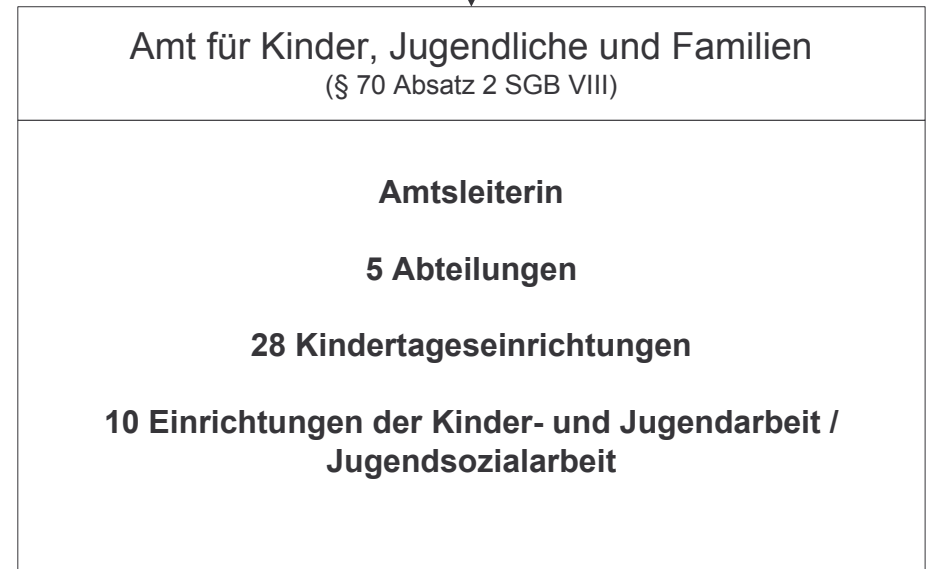 Amt für Kinder, Jugendliche und Familien
(§ 70 Absatz 2 SGB VIII)
Amtsleiterin
5 Abteilungen
28 Kindertageseinrichtungen
10 Einrichtungen der Kinder- und Jugendarbeit /
Jugendsozialarbeit